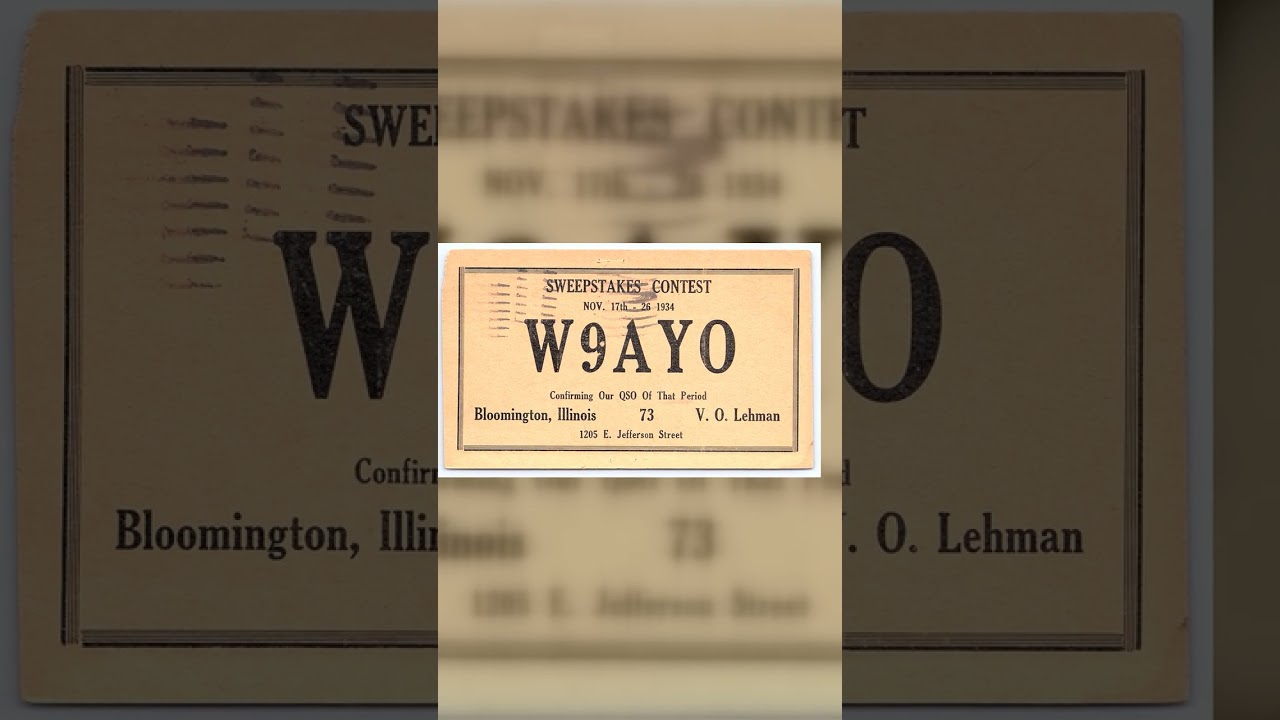 SWEEPSTAKES CONTEST
NOV. 17th - 26 1934
W9AYO
Confirming Our QSO Of That Period
Bloomington, Illinois 73 V. O. Lehman
1205 E. Jefferson Street